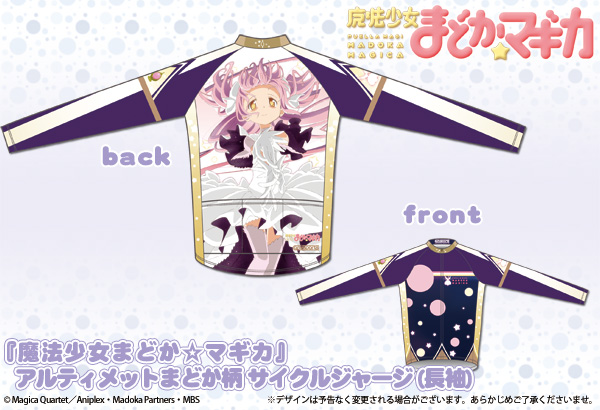 魔法少女
PUELLA MAGI
MADOKA
MAGICA
まどか☆マギカ
back
front
『魔法少女まどか☆マギカ』
アルティメットまどか柄 サイクルジャージ(長袖)
© Magica Quartet／Aniplex・Madoka Partners・MBS
※デザインは予告なく変更される場合がございます。あらかじめご了承くださいませ。